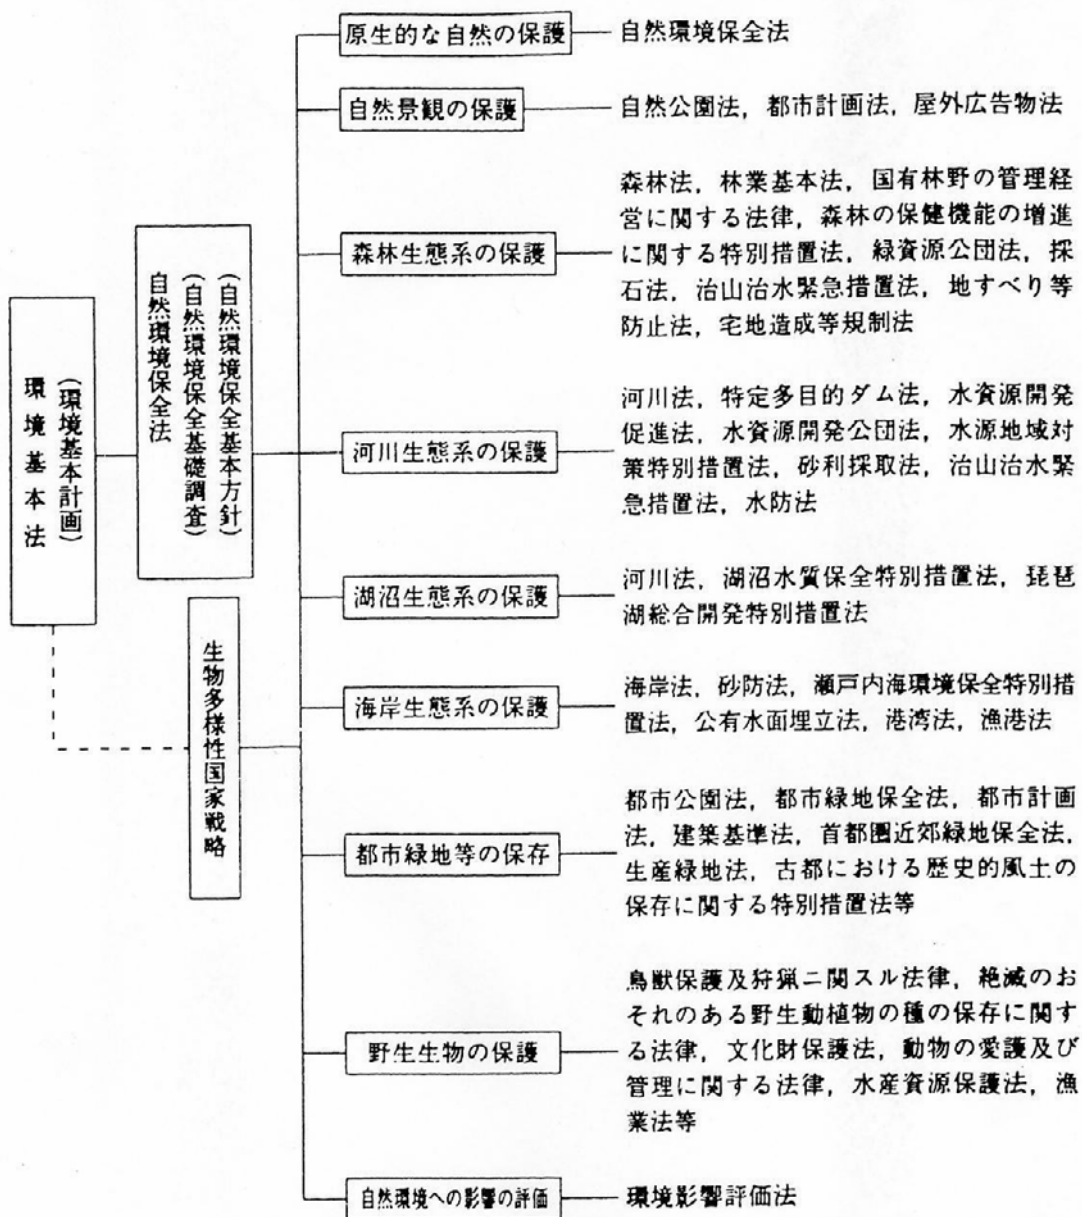 環境基本法
(環境基本計画)
自然環境保全法
(自然環境保全基礎調査)
(自然環境保全基本方針)
生物多様性国家戦略
原生的な自然の保護
自然環境保全法
自然景観の保護
自然公園法，都市計画法，屋外広告物法
森林生態系の保護
森林法，林業基本法，国有林野の管理経
営に関する法律，森林の保健機能の増進
に関する特別措置法，緑資源公団法，採
石法，治山治水緊急措置法，地すべり等
防止法，宅地造成等規制法
河川生態系の保護
河川法，特定多目的ダム法，水資源開発
促進法，水資源開発公団法，水源地域対
策特別措置法，砂利採取法，治山治水緊
急措置法，水防法
湖沼生態系の保護
河川法，湖沼水質保全特別措置法，琵琶
湖総合開発特別措置法
海岸生態系の保護
海岸法，砂防法，瀬戸内海環境保全特別措
置法，公有水面埋立法，港湾法，漁港法
都市緑地等の保存
都市公園法，都市緑地保全法，都市計画
法，建築基準法，首都圏近郊緑地保全法，
生産緑地法，古都における歴史的風土の
保存に関する特別措置法等
野生生物の保護
鳥獣保護及狩猟ニ関スル法律，絶滅のお
それのある野生動植物の種の保存に関す
る法律，文化財保護法，動物の愛護及び
管理に関する法律，水産資源保護法，漁
業法等
自然環境への影響の評価
環境影響評価法